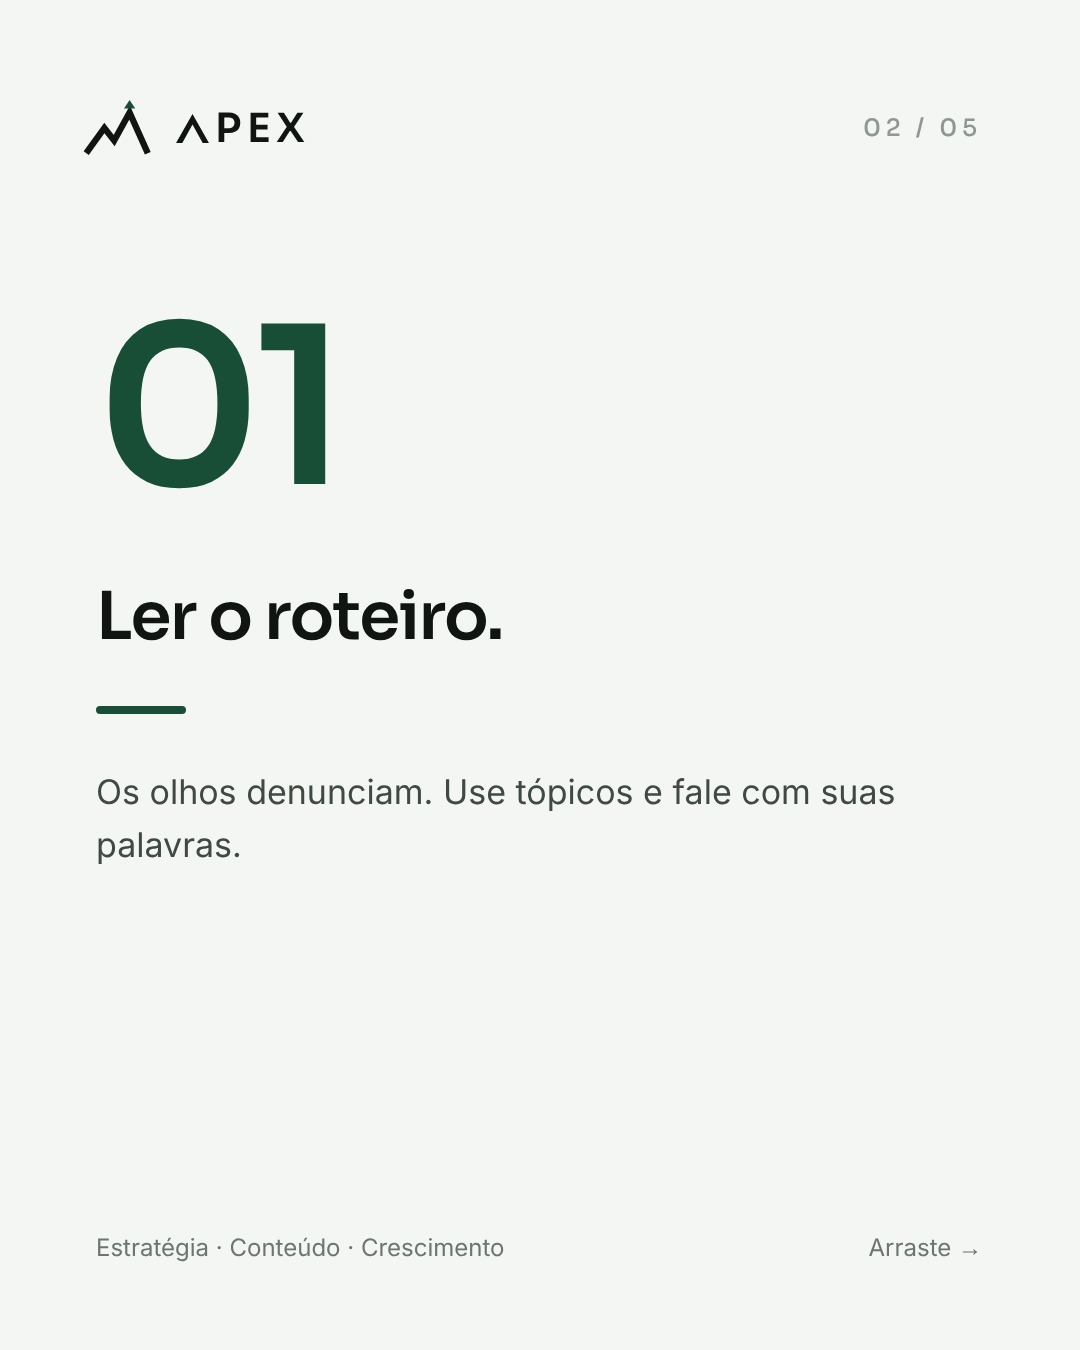 APEX
02 / 05
01
Ler o roteiro.
Os olhos denunciam. Use tópicos e fale com suas
palavras.
Estratégia · Conteúdo · Crescimento
Arraste →